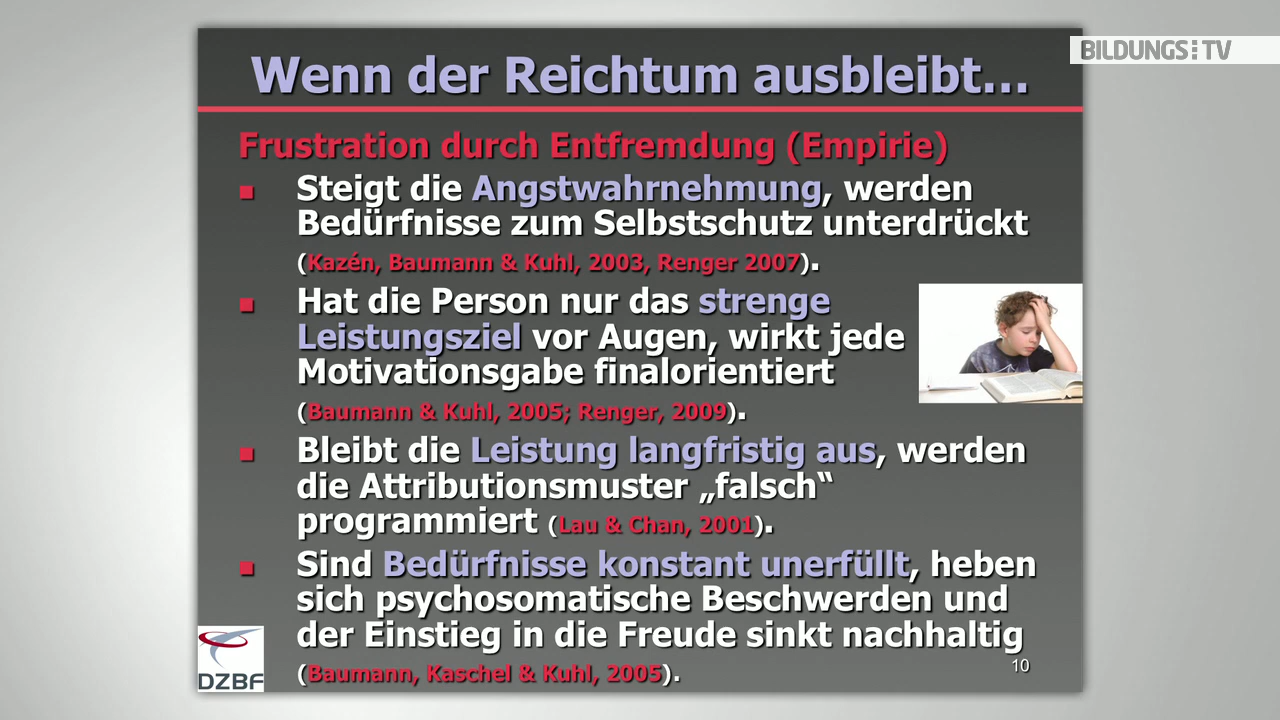 BILDUNGS TV
Wenn der Reichtum ausbleibt...
Frustration durch Entfremdung (Empirie)
Steigt die Angstwahrnehmung, werden
Bedürfnisse zum Selbstschutz unterdrückt
(Kazén, Baumann & Kuhl, 2003, Renger 2007).
Hat die Person nur das strenge
Leistungsziel vor Augen, wirkt jede
Motivationsgabe finalorientiert
(Baumann & Kuhl, 2005; Renger, 2009).
Bleibt die Leistung langfristig aus, werden
die Attributionsmuster „falsch“
programmiert (Lau & Chan, 2001).
Sind Bedürfnisse konstant unerfüllt, heben
sich psychosomatische Beschwerden und
der Einstieg in die Freude sinkt nachhaltig
(Baumann, Kaschel & Kuhl, 2005).
10
DZBF